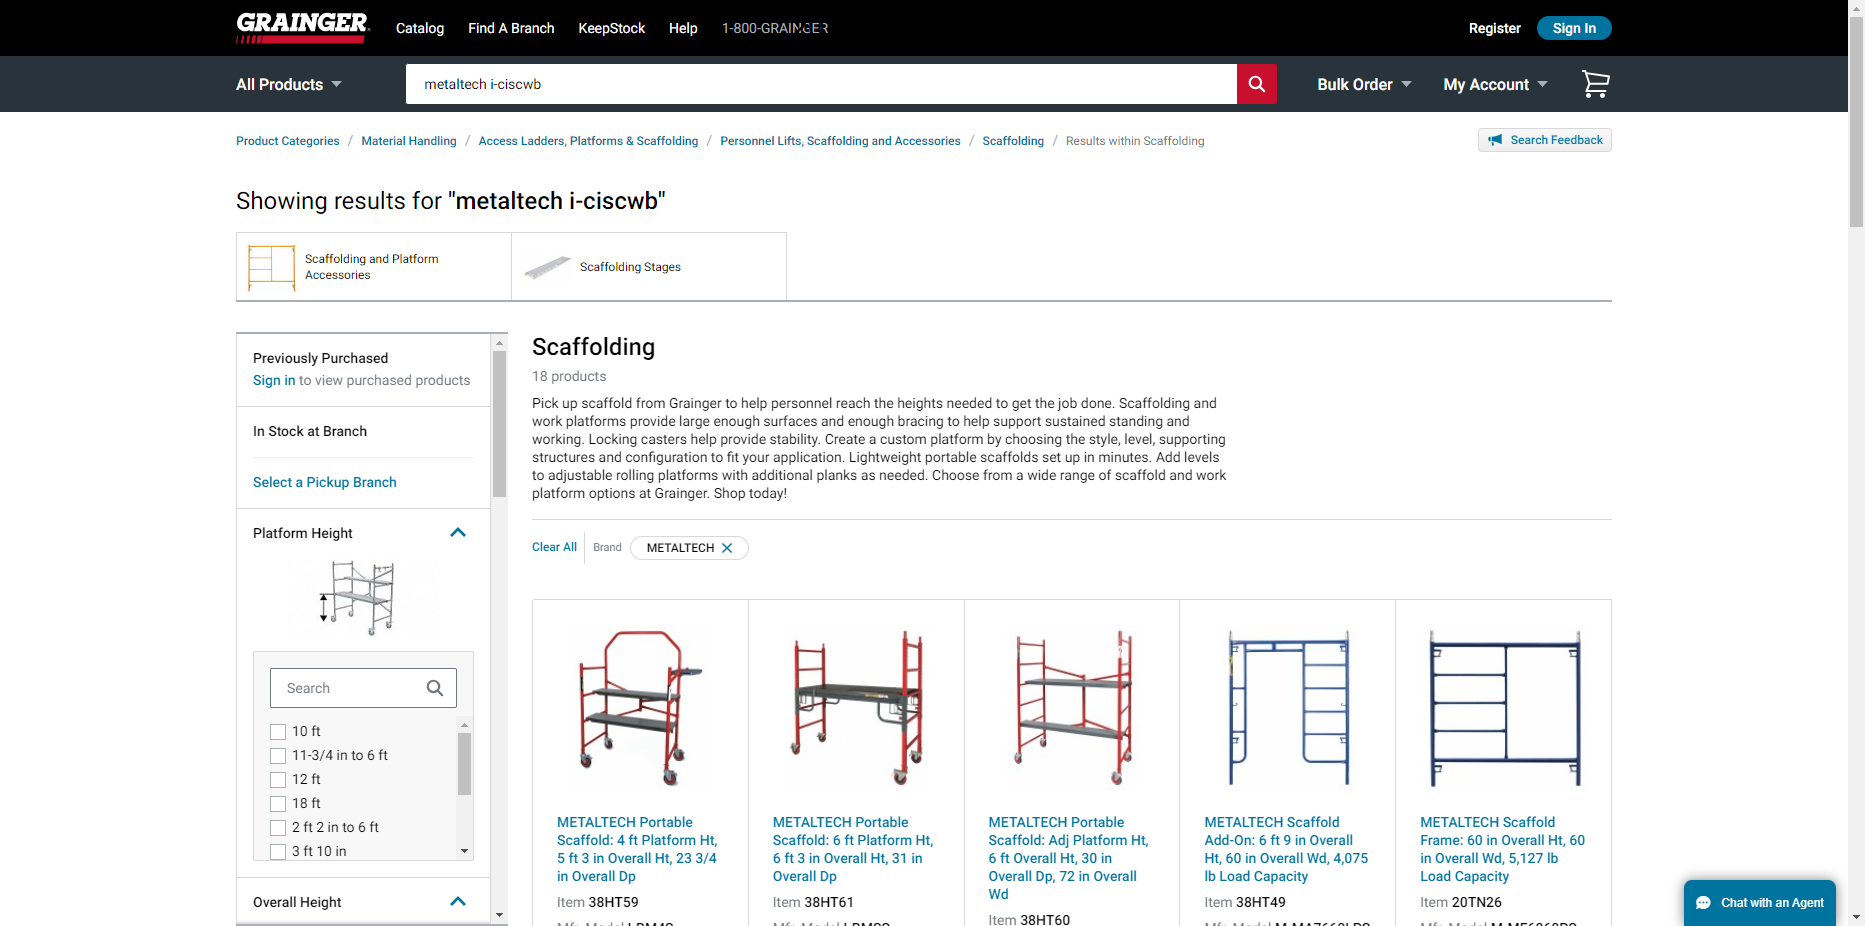 GRAINGER
Catalog
Find A Branch
KeepStock
Help
1-800-GRAINGER
Register
Sign In
All Products
metaltech i-ciscwb
Bulk Order
My Account
Product Categories / Material Handling / Access Ladders, Platforms & Scaffolding / Personnel Lifts, Scaffolding and Accessories / Scaffolding / Results within Scaffolding
Search Feedback
Showing results for "metaltech i-ciscwb"
Scaffolding and Platform
Accessories
Scaffolding Stages
Previously Purchased
Sign in to view purchased products
In Stock at Branch
Select a Pickup Branch
Platform Height
Search
10 ft
11-3/4 in to 6 ft
12 ft
18 ft
2 ft 2 in to 6 ft
3 ft 10 in
Overall Height
Scaffolding
18 products
Pick up scaffold from Grainger to help personnel reach the heights needed to get the job done. Scaffolding and
work platforms provide large enough surfaces and enough bracing to help support sustained standing and
working. Locking casters help provide stability. Create a custom platform by choosing the style, level, supporting
structures and configuration to fit your application. Lightweight portable scaffolds set up in minutes. Add levels
to adjustable rolling platforms with additional planks as needed. Choose from a wide range of scaffold and work
platform options at Grainger. Shop today!
Clear All
Brand
METALTECH
METALTECH Portable
Scaffold: 4 ft Platform Ht,
5 ft 3 in Overall Ht, 23 3/4
in Overall Dp
Item 38HT59
METALTECH Portable
Scaffold: 6 ft Platform Ht,
6 ft 3 in Overall Ht, 31 in
Overall Dp
Item 38HT61
METALTECH Portable
Scaffold: Adj Platform Ht,
6 ft Overall Ht, 30 in
Overall Dp, 72 in Overall
Wd
Item 38HT60
METALTECH Scaffold
Add-On: 6 ft 9 in Overall
Ht, 60 in Overall Wd, 4,075
lb Load Capacity
Item 38HT49
METALTECH Scaffold
Frame: 60 in Overall Ht, 60
in Overall Wd, 5,127 lb
Load Capacity
Item 20TN26
Chat with an Agent